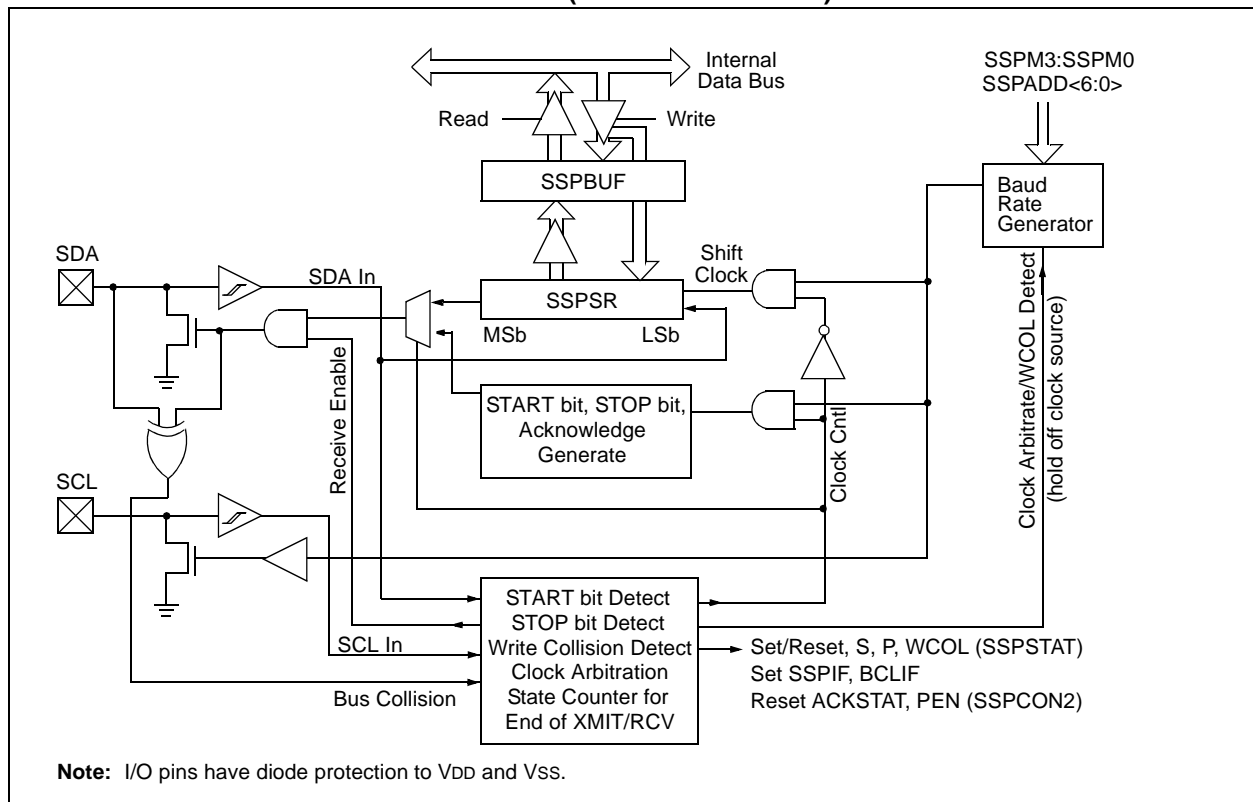 Internal
Data Bus
SSPM3:SSPM0
SSPADD<6:0>
Read
Write
SSPBUF
Baud
Rate
Generator
SDA
SDA In
Shift
Clock
SSPSR
MSb
LSb
START bit, STOP bit,
Acknowledge
Generate
Receive Enable
Clock Cntl
Clock Arbitrate/WCOL Detect
(hold off clock source)
SCL
SCL In
Bus Collision
START bit Detect
STOP bit Detect
Write Collision Detect
Clock Arbitration
State Counter for
End of XMIT/RCV
Set/Reset, S, P, WCOL (SSPSTAT)
Set SSPIF, BCLIF
Reset ACKSTAT, PEN (SSPCON2)
Note: I/O pins have diode protection to VDD and VSS.